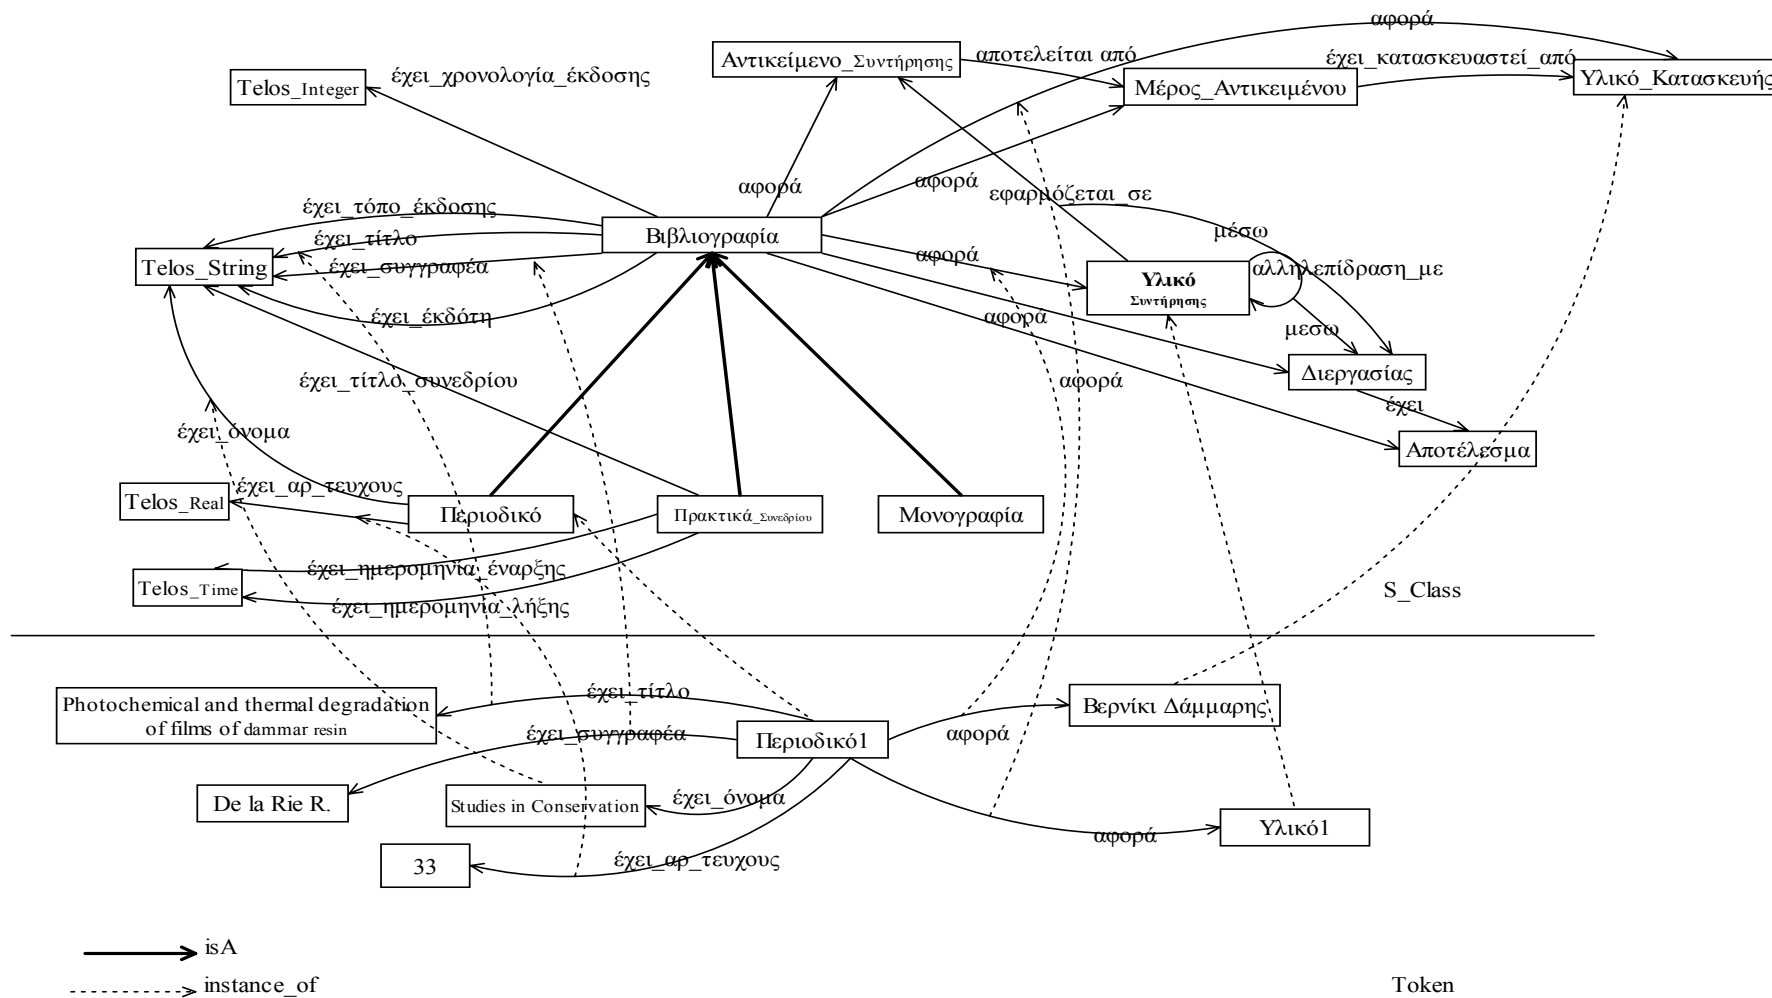 αφορά
Αντικείμενο_Συντήρησης
αποτελείται από
έχει_κατασκευαστεί_από
Υλικό_Κατασκευής
έχει_χρονολογία_έκδοσης
Telos_Integer
Μέρος_Αντικειμένου
αφορά
αφορά
εφαρμόζεται_σε
έχει_τόπο_έκδοσης
μέσω
έχει_τίτλο
Βιβλιογραφία
αφορά
Telos_String
έχει_συγγραφέα
Υλικό
Συντήρησης
αλληλεπίδραση_με
έχει_έκδότη
αφορά
μεσω
έχει_τίτλο_συνεδρίου
αφορά
Διεργασίας
έχει
έχει_όνομα
Αποτέλεσμα
Telos_Real
έχει_αρ_τευχους
Περιοδικό
Πρακτικά_Συνεδρίου
Μονογραφία
Telos_Time
έχει_ημερομηνία_έναρξης
έχει_ημερομηνία_λήξης
S_Class
Photochemical and thermal degradation
of films of dammar resin
έχει_τίτλο
Βερνίκι Δάμμαρης
έχει_συγγραφέα
Περιοδικό1
αφορά
De la Rie R.
Studies in Conservation
έχει_όνομα
αφορά
Υλικό1
33
έχει_αρ_τευχους
isA
instance_of
Token